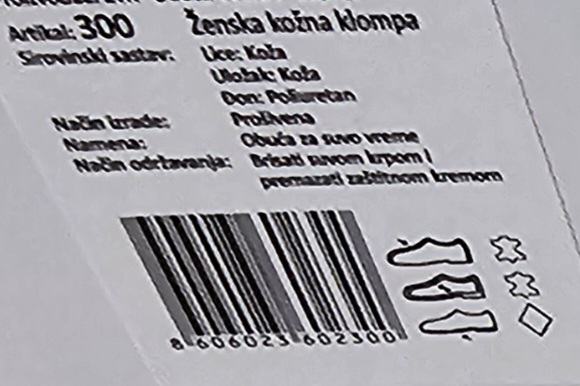 Artikal: 300 Ženska kožna klompa
Sirovinski sastav: Lice: Koža
Uložak: Koža
Đon: Poliuretan
Način izrade: Prošivena
Namena: Obuća za suvo vreme
Način održavanja: Brisati suvom krpom i
premazati zaštitnom kremom
8 606023 602300